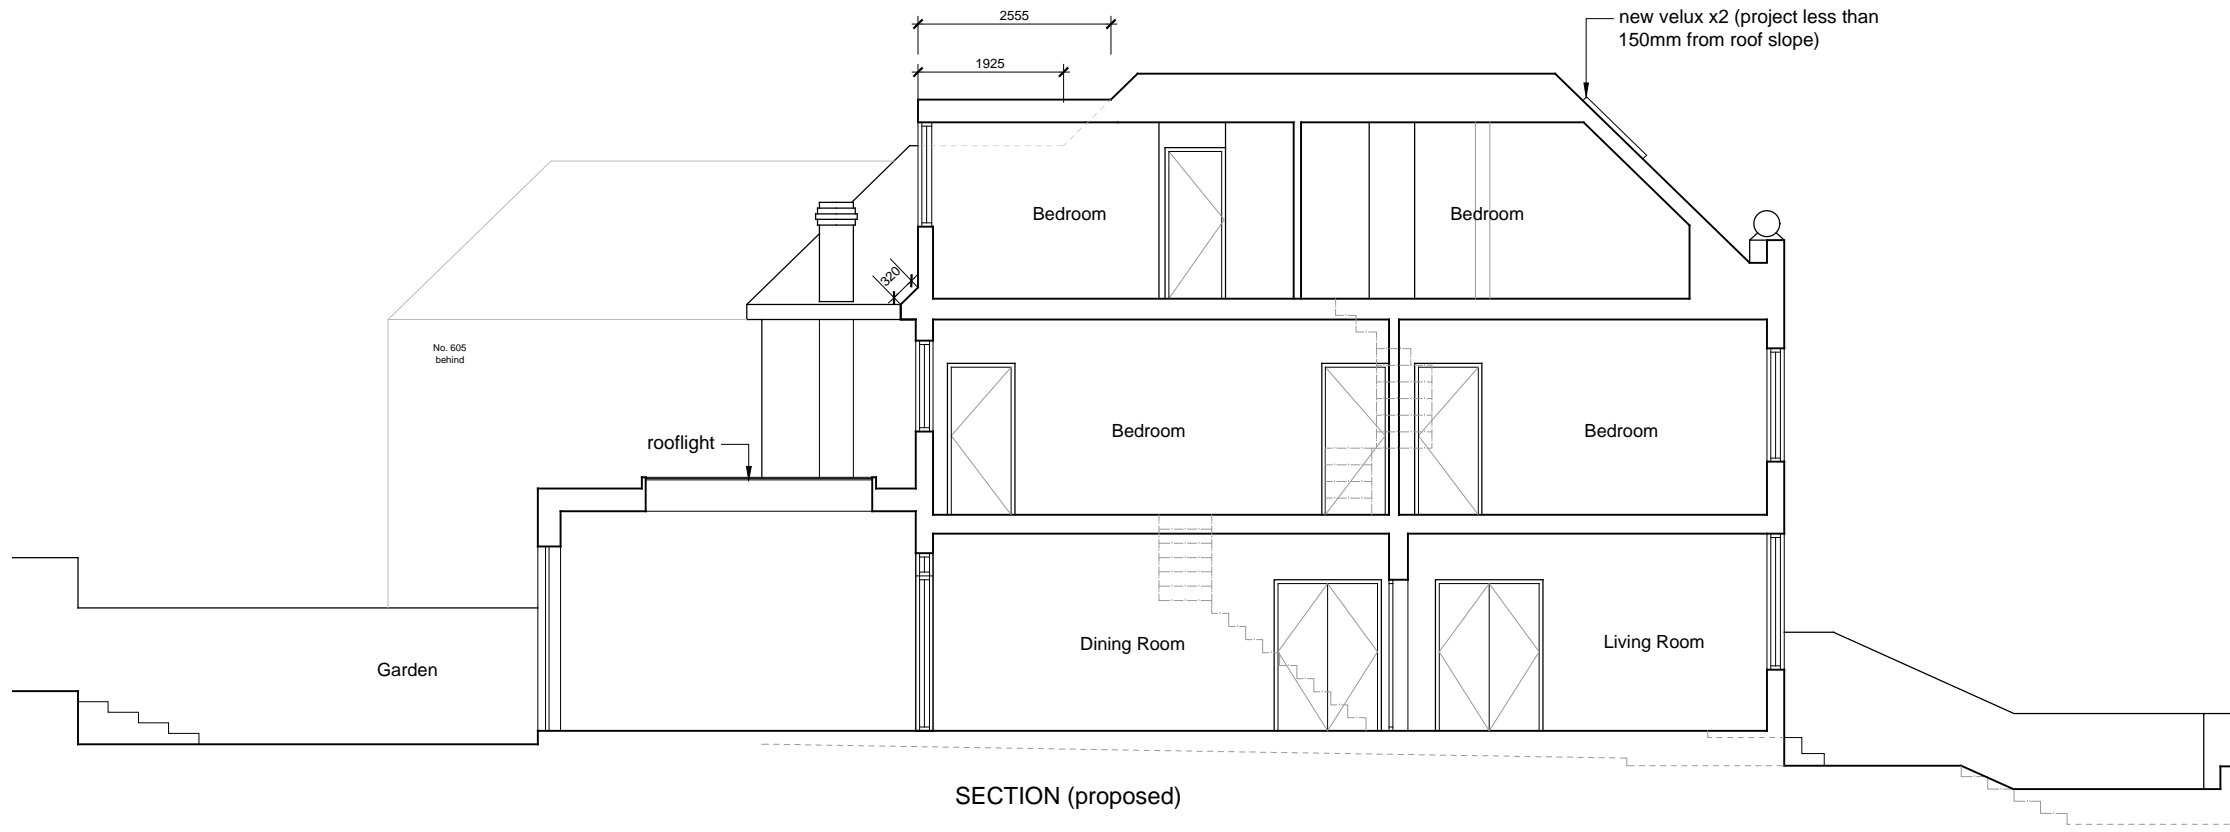 2555
new velux x2 (project less than
150mm from roof slope)
1925
Bedroom
Bedroom
320
No. 605
behind
rooflight
Bedroom
Bedroom
Dining Room
Living Room
Garden
SECTION (proposed)